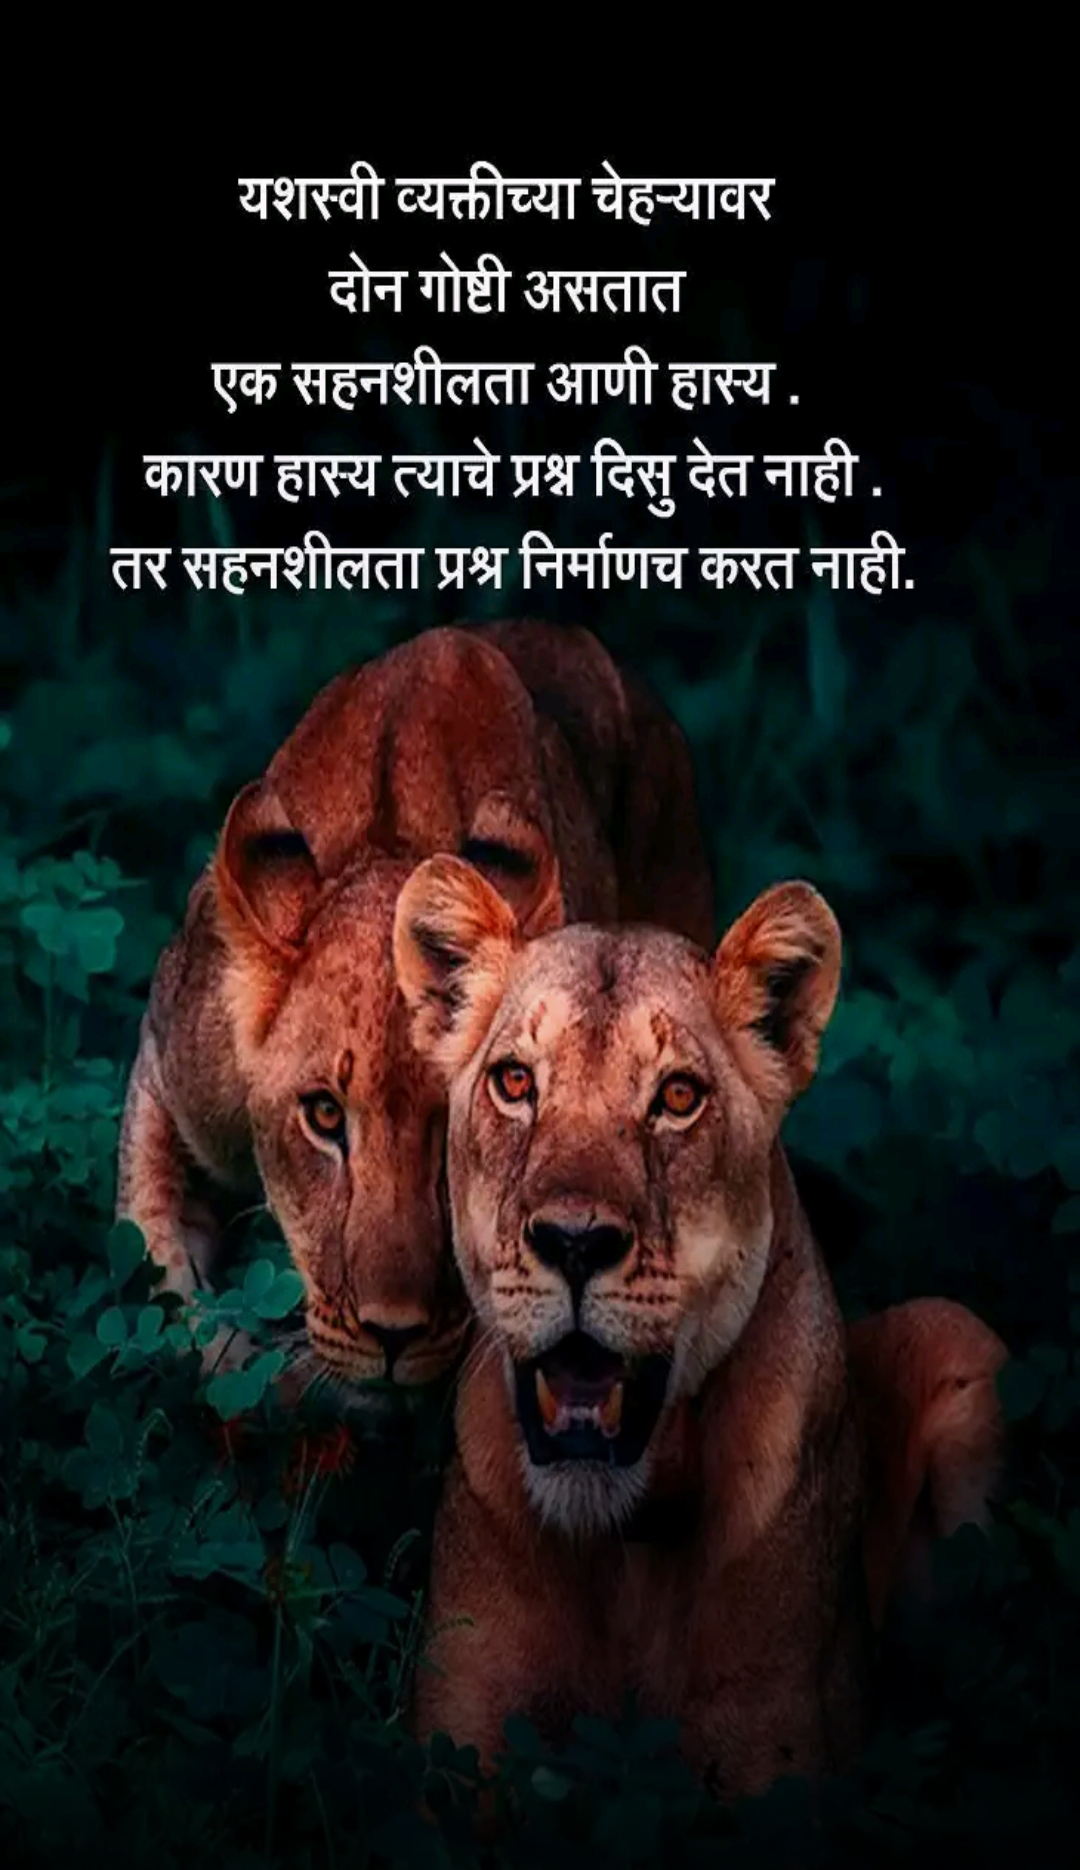 यशस्वी व्यक्तीच्या चेहऱ्यावर
दोन गोष्टी असतात
एक सहनशीलता आणी हास्य .
कारण हास्य त्याचे प्रश्न दिसु देत नाही .
तर सहनशीलता प्रश्र निर्माणच करत नाही.